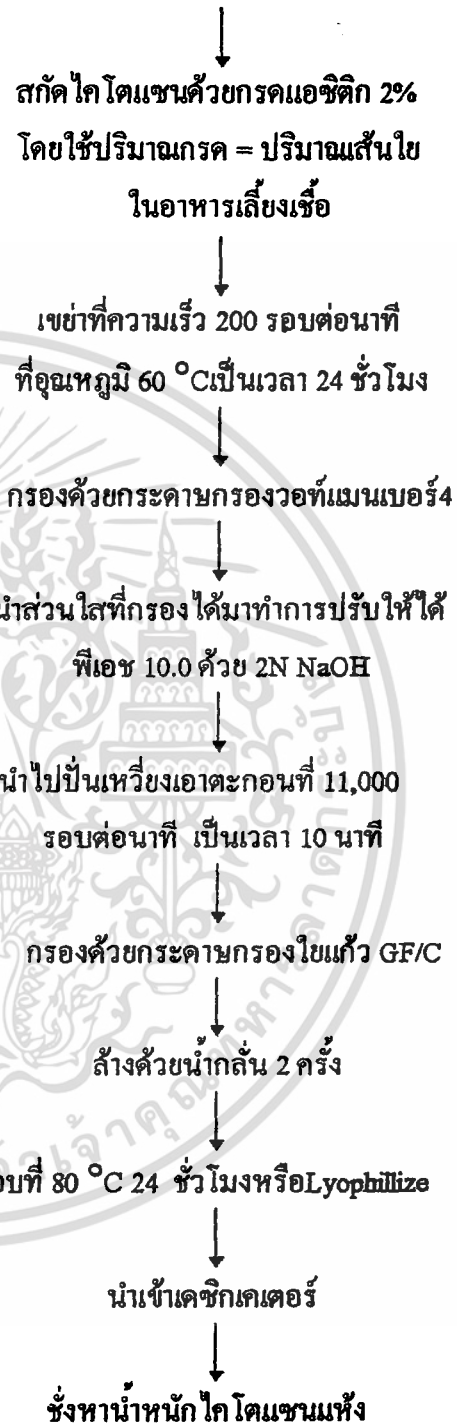 สกัดไคโตแซนด้วยกรดแอซิติก 2%
โดยใช้ปริมาณกรด = ปริมาณเส้นใย
ในอาหารเลี้ยงเชื้อ
เขย่าที่ความเร็ว 200 รอบต่อนาที
ที่อุณหภูมิ 60 °Cเป็นเวลา 24 ชั่วโมง
กรองด้วยกระดาษกรองวอท์แมนเบอร์4
นำส่วนใสที่กรองได้มาทำการปรับให้ได้
พีเอช 10.0 ด้วย 2N NaOH
นำไปปั่นเหวี่ยงเอาตะกอนที่ 11,000
รอบต่อนาที เป็นเวลา 10 นาที
กรองด้วยกระดาษกรองใยแก้ว GF/C
ล้างด้วยน้ำกลั่น 2 ครั้ง
อบที่ 80 °C 24 ชั่วโมงหรือLyophillize
นำเข้าเดซิกเคเตอร์
ชั่งหาน้ำหนักไคโตแซนแห้ง